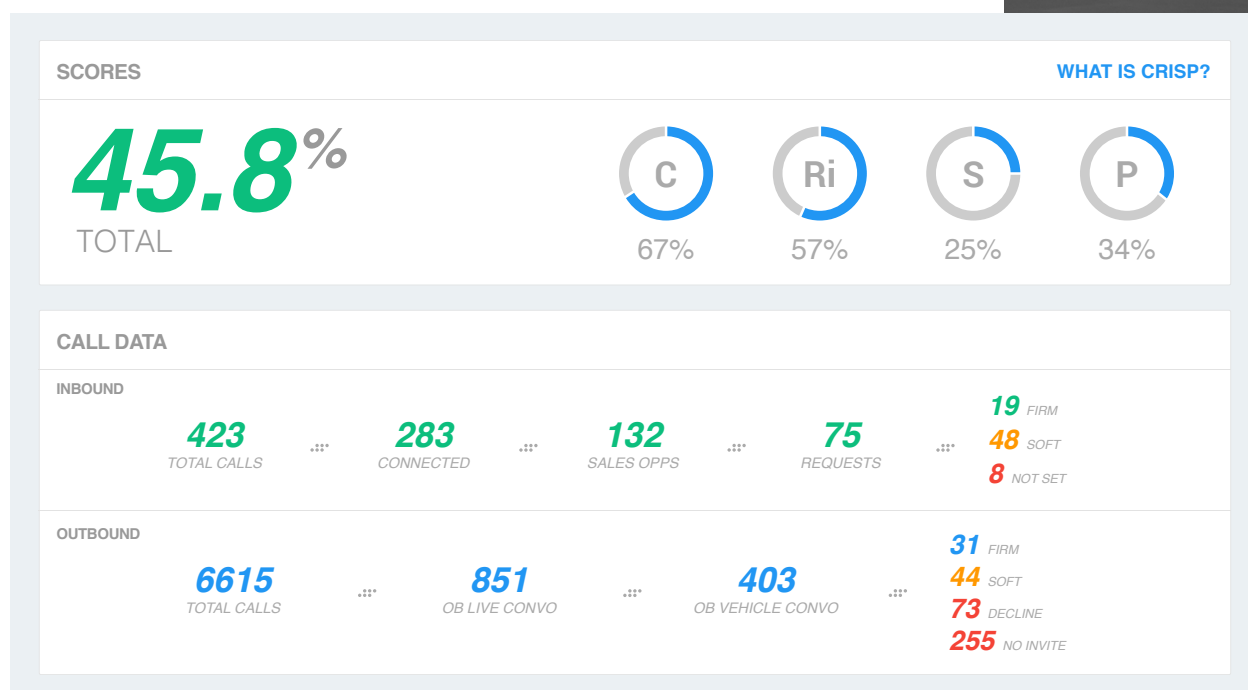 SCORES
WHAT IS CRISP?
45.8%
TOTAL
C
Ri
S
P
67%
57%
25%
34%
CALL DATA
INBOUND
423
TOTAL CALLS
283
CONNECTED
132
SALES OPPS
75
REQUESTS
19 FIRM
48 SOFT
8 NOT SET
OUTBOUND
6615
TOTAL CALLS
851
OB LIVE CONVO
403
OB VEHICLE CONVO
31 FIRM
44 SOFT
73 DECLINE
255 NO INVITE